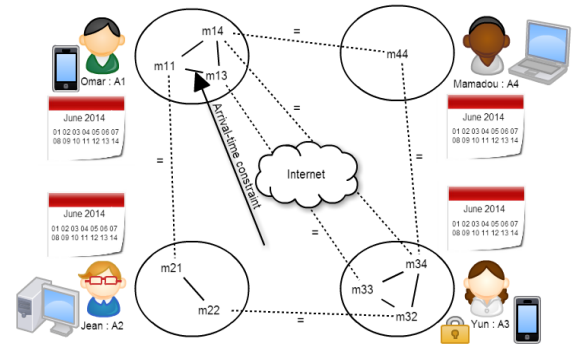 m14
=
m44
m11
m13
Omar : A1
Mamadou : A4
June 2014
01 02 03 04 05 06 07
08 09 10 11 12 13 14
=
June 2014
01 02 03 04 05 06 07
08 09 10 11 12 13 14
Arrival-time constraint
=
=
Internet
June 2014
01 02 03 04 05 06 07
08 09 10 11 12 13 14
=
June 2014
01 02 03 04 05 06 07
08 09 10 11 12 13 14
m21
m22
Jean : A2
=
m34
m33
m32
Yun : A3